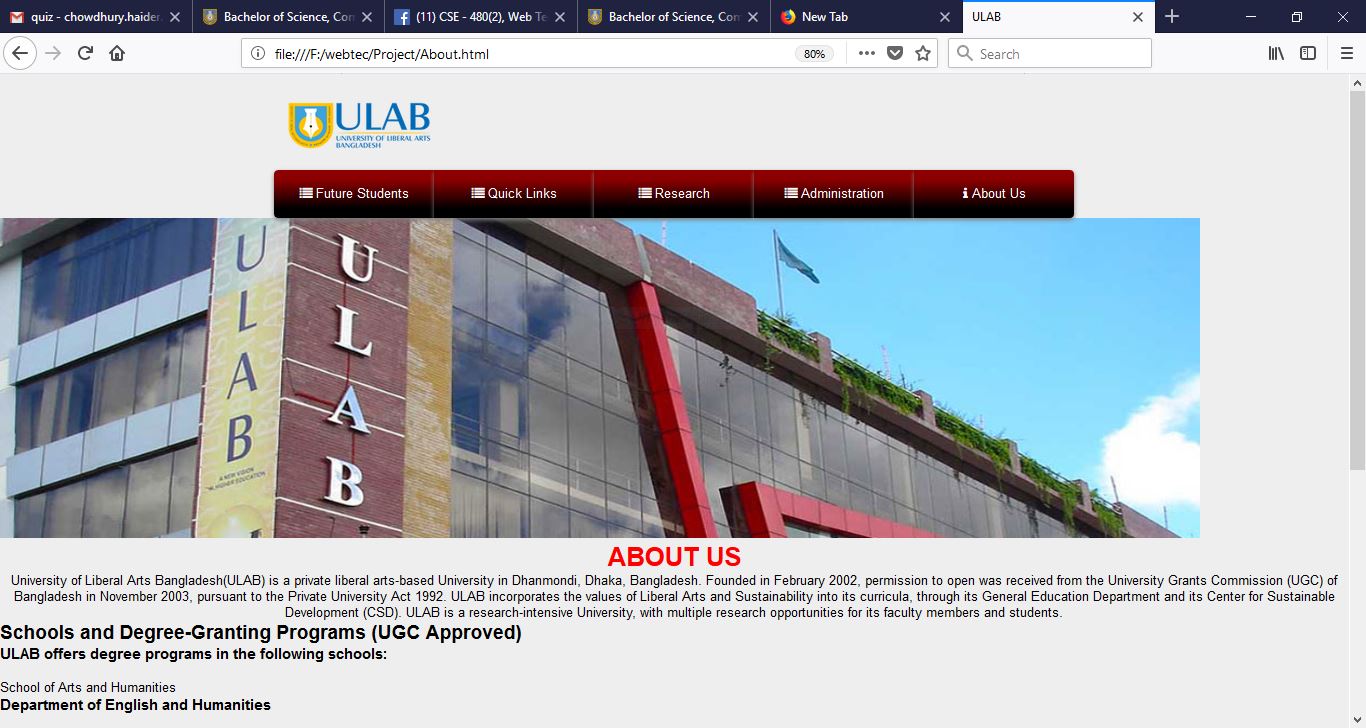 quiz - chowdhury.haider
Bachelor of Science, Con
(11) CSE - 480(2), Web Te
Bachelor of Science, Con
New Tab
ULAB
file:///F:/webtec/Project/About.html
80%
Search
ULAB
UNIVERSITY OF LIBERAL ARTS
BANGLADESH
Future Students
Quick Links
Research
Administration
About Us
ULAB
A NEW VISION
IN HIGHER EDUCATION
ULAB
ABOUT US
University of Liberal Arts Bangladesh(ULAB) is a private liberal arts-based University in Dhanmondi, Dhaka, Bangladesh. Founded in February 2002, permission to open was received from the University Grants Commission (UGC) of
Bangladesh in November 2003, pursuant to the Private University Act 1992. ULAB incorporates the values of Liberal Arts and Sustainability into its curricula, through its General Education Department and its Center for Sustainable
Development (CSD). ULAB is a research-intensive University, with multiple research opportunities for its faculty members and students.
Schools and Degree-Granting Programs (UGC Approved)
ULAB offers degree programs in the following schools:
School of Arts and Humanities
Department of English and Humanities